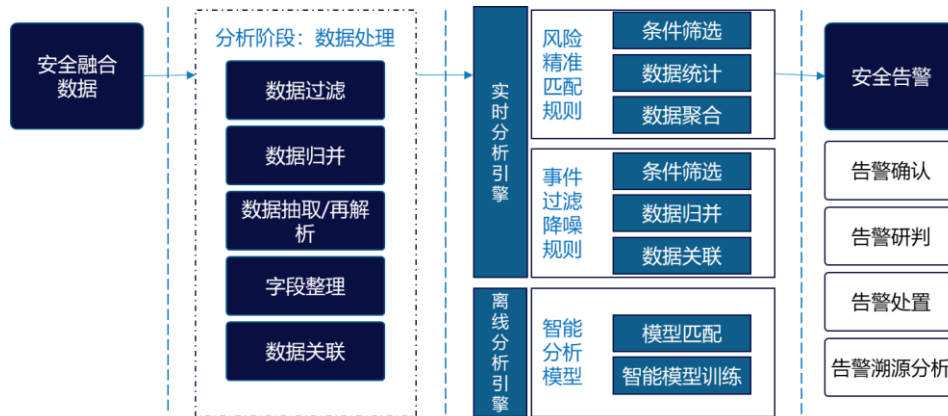 安全融合
数据
分析阶段：数据处理
数据过滤
数据归并
数据抽取/再解
析
字段整理
数据关联
实时分析引擎
风险
精准
匹配
规则
条件筛选
数据统计
数据聚合
事件
过滤
降噪
规则
条件筛选
数据归并
数据关联
离线分析引擎
智能
分析
模型
模型匹配
智能模型训练
安全告警
告警确认
告警研判
告警处置
告警溯源分析